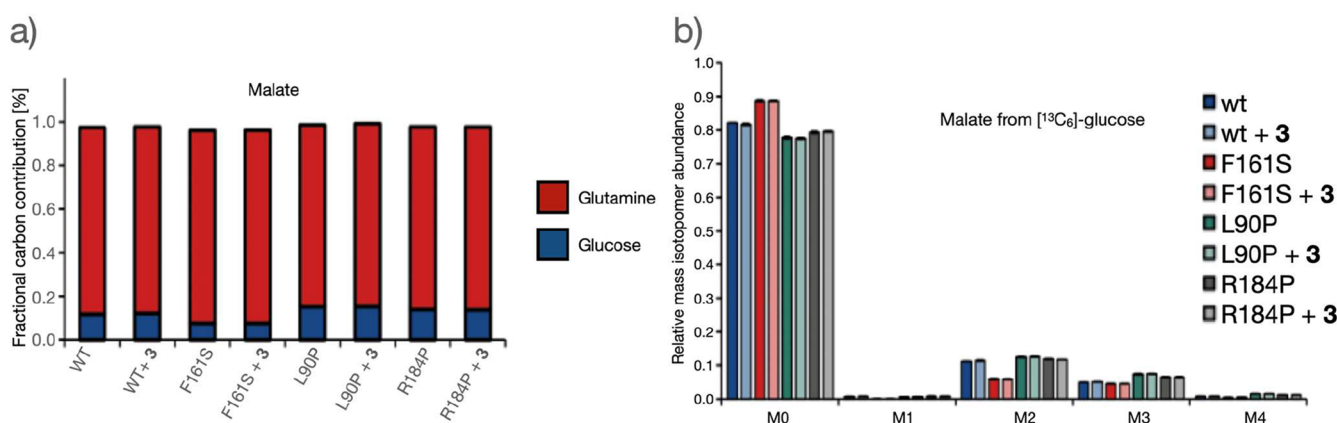 a)
Malate
Fractional carbon contribution [%]
1.0
0.8
0.6
0.4
0.2
0.0
WT
WT+ 3
F161S
F161S + 3
L90P
L90P + 3
R184P
R184P + 3
Glutamine
Glucose
b)
Malate from [¹³C₆]-glucose
Relative mass isotopomer abundance
1.0
0.9
0.8
0.7
0.6
0.5
0.4
0.3
0.2
0.1
0.0
M0
M1
M2
M3
M4
wt
wt + 3
F161S
F161S + 3
L90P
L90P + 3
R184P
R184P + 3